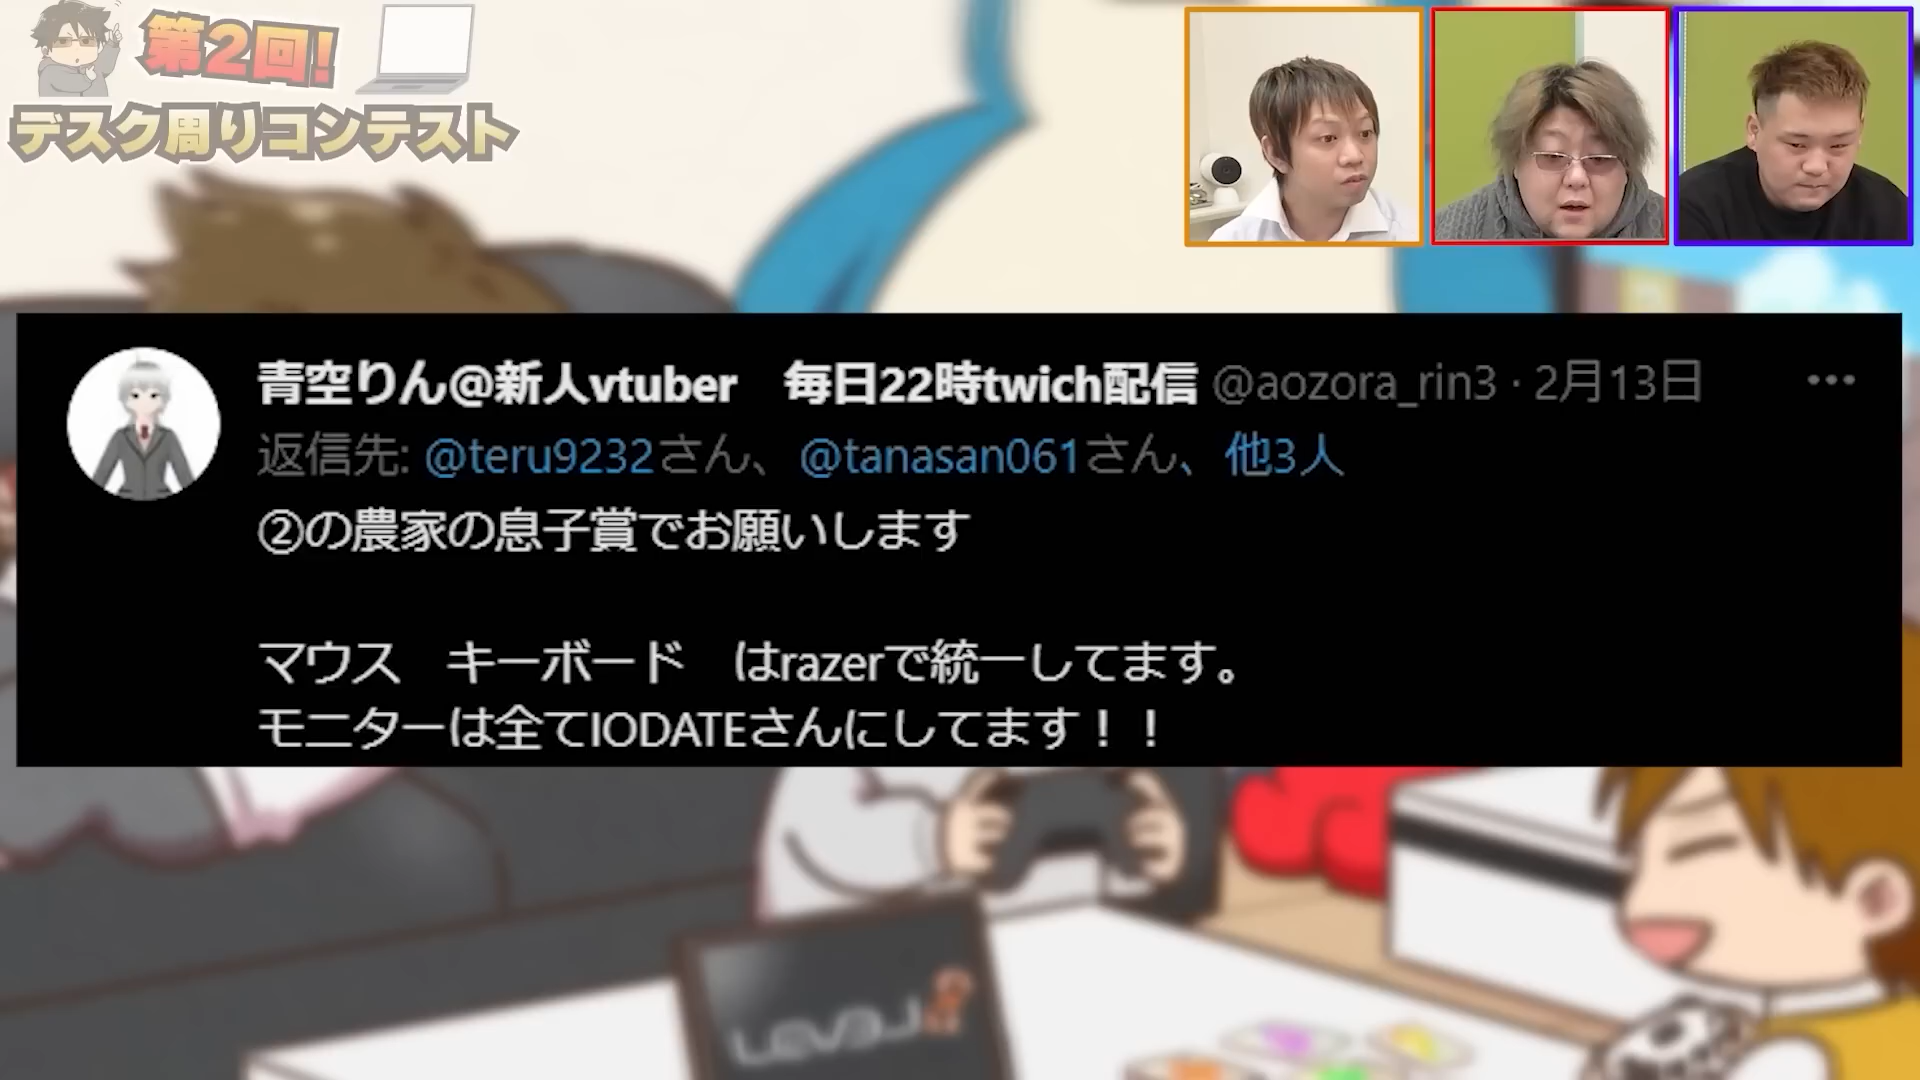 第2回!
デスク周りコンテスト
青空りん@新人vtuber　毎日22時twich配信 @aozora_rin3・2月13日
返信先: @teru9232さん、 @tanasan061さん、 他3人
②の農家の息子賞でお願いします
マウス　キーボード　はrazerで統一してます。
モニターは全てIODATEさんにしてます！！
LEVEL2